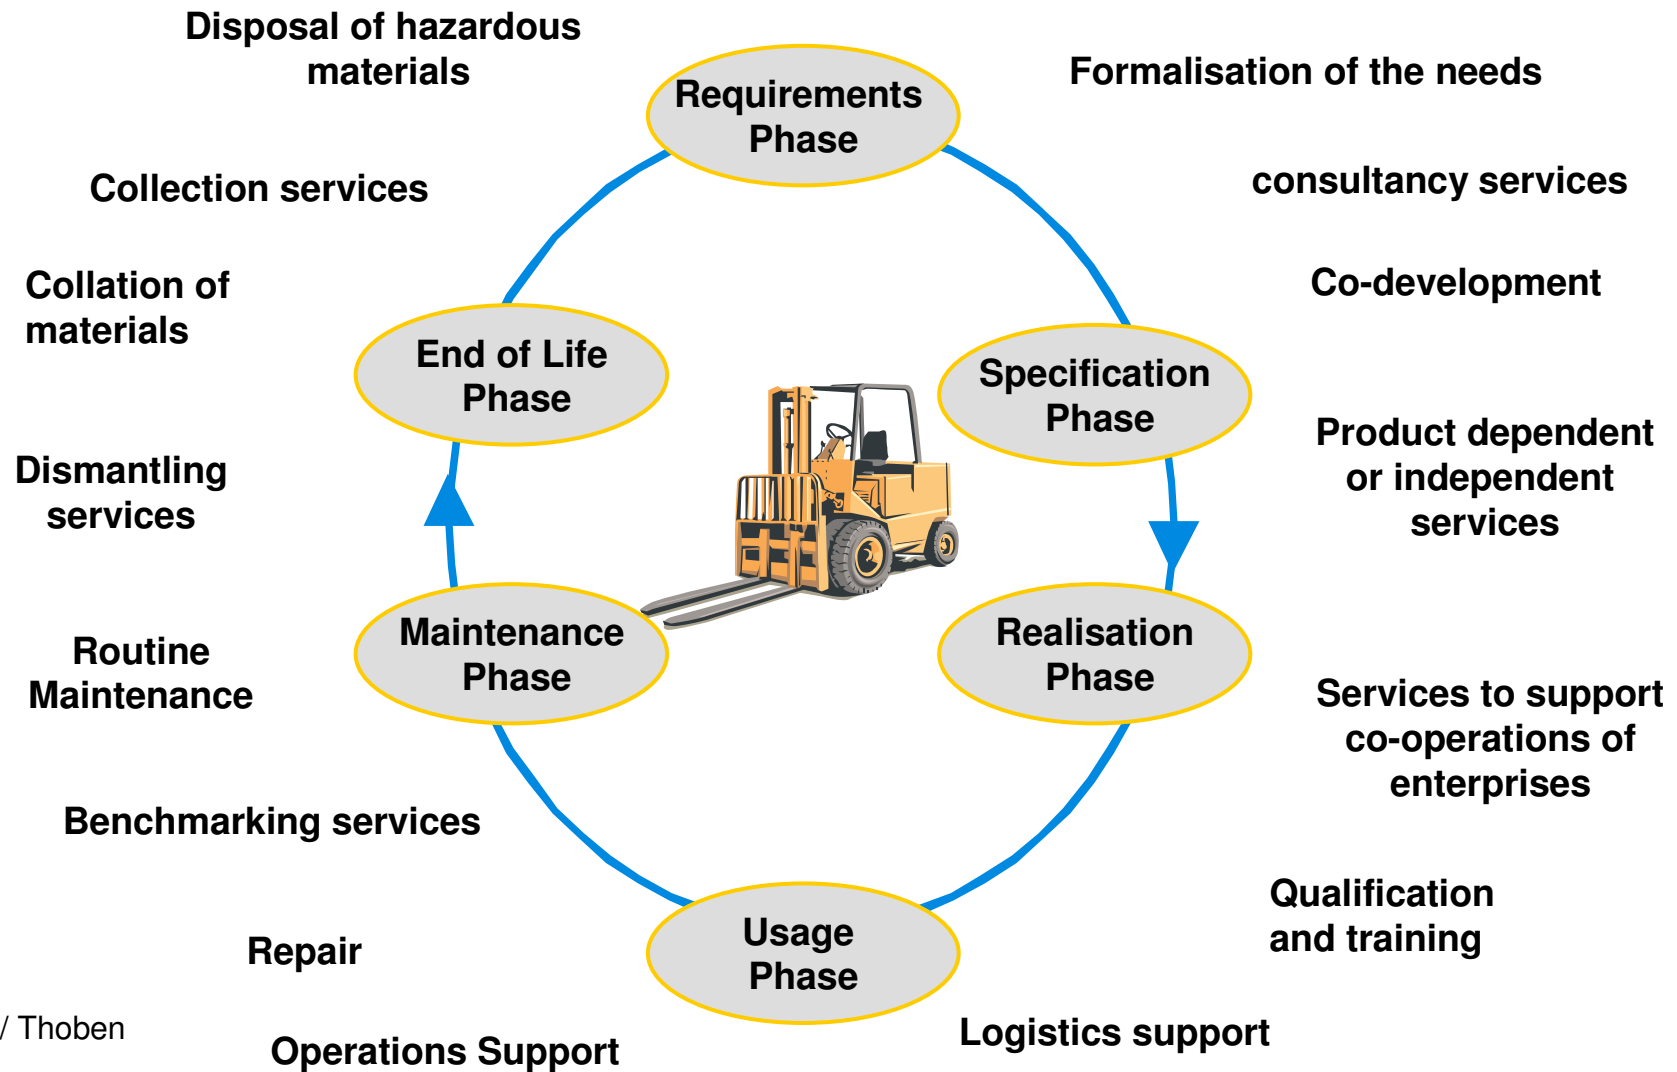 Disposal of hazardous
materials
Requirements
Phase
Formalisation of the needs
Collection services
consultancy services
Collation of
materials
Co-development
End of Life
Phase
Specification
Phase
Product dependent
or independent
services
Dismantling
services
Maintenance
Phase
Realisation
Phase
Routine
Maintenance
Services to support
co-operations of
enterprises
Benchmarking services
Qualification
and training
Usage
Phase
Repair
/ Thoben
Operations Support
Logistics support